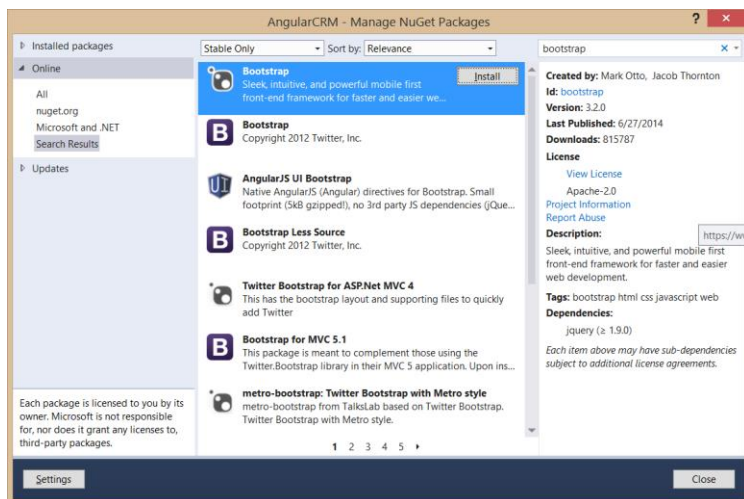 AngularCRM - Manage NuGet Packages
? ×
Installed packages
Online
All
nuget.org
Microsoft and .NET
Search Results
Updates
Each package is licensed to you by its
owner. Microsoft is not responsible
for, nor does it grant any licenses to,
third-party packages.
Stable Only Sort by: Relevance
Bootstrap
Sleek, intuitive, and powerful mobile first
front-end framework for faster and easier we...
Install
Bootstrap
Copyright 2012 Twitter, Inc.
AngularJS UI Bootstrap
Native AngularJS (Angular) directives for Bootstrap. Small
footprint (5kB gzipped!), no 3rd party JS dependencies (jQue...
Bootstrap Less Source
Copyright 2012 Twitter, Inc.
Twitter Bootstrap for ASP.Net MVC 4
This has the bootstrap layout and supporting files to quickly
add Twitter
Bootstrap for MVC 5.1
This package is meant to complement those using the
Twitter.Bootstrap library in their MVC 5 application. Upon ins...
metro-bootstrap: Twitter Bootstrap with Metro style
metro-bootstrap from TalksLab based on Twitter Bootstrap.
Twitter Bootstrap with Metro style.
1 2 3 4 5
bootstrap
Created by: Mark Otto, Jacob Thornton
Id: bootstrap
Version: 3.2.0
Last Published: 6/27/2014
Downloads: 815787
License
View License
Apache-2.0
Project Information
Report Abuse
https://w
Description:
Sleek, intuitive, and powerful mobile first
front-end framework for faster and easier
web development.
Tags: bootstrap html css javascript web
Dependencies:
jquery (≥ 1.9.0)
Each item above may have sub-dependencies
subject to additional license agreements.
Settings
Close